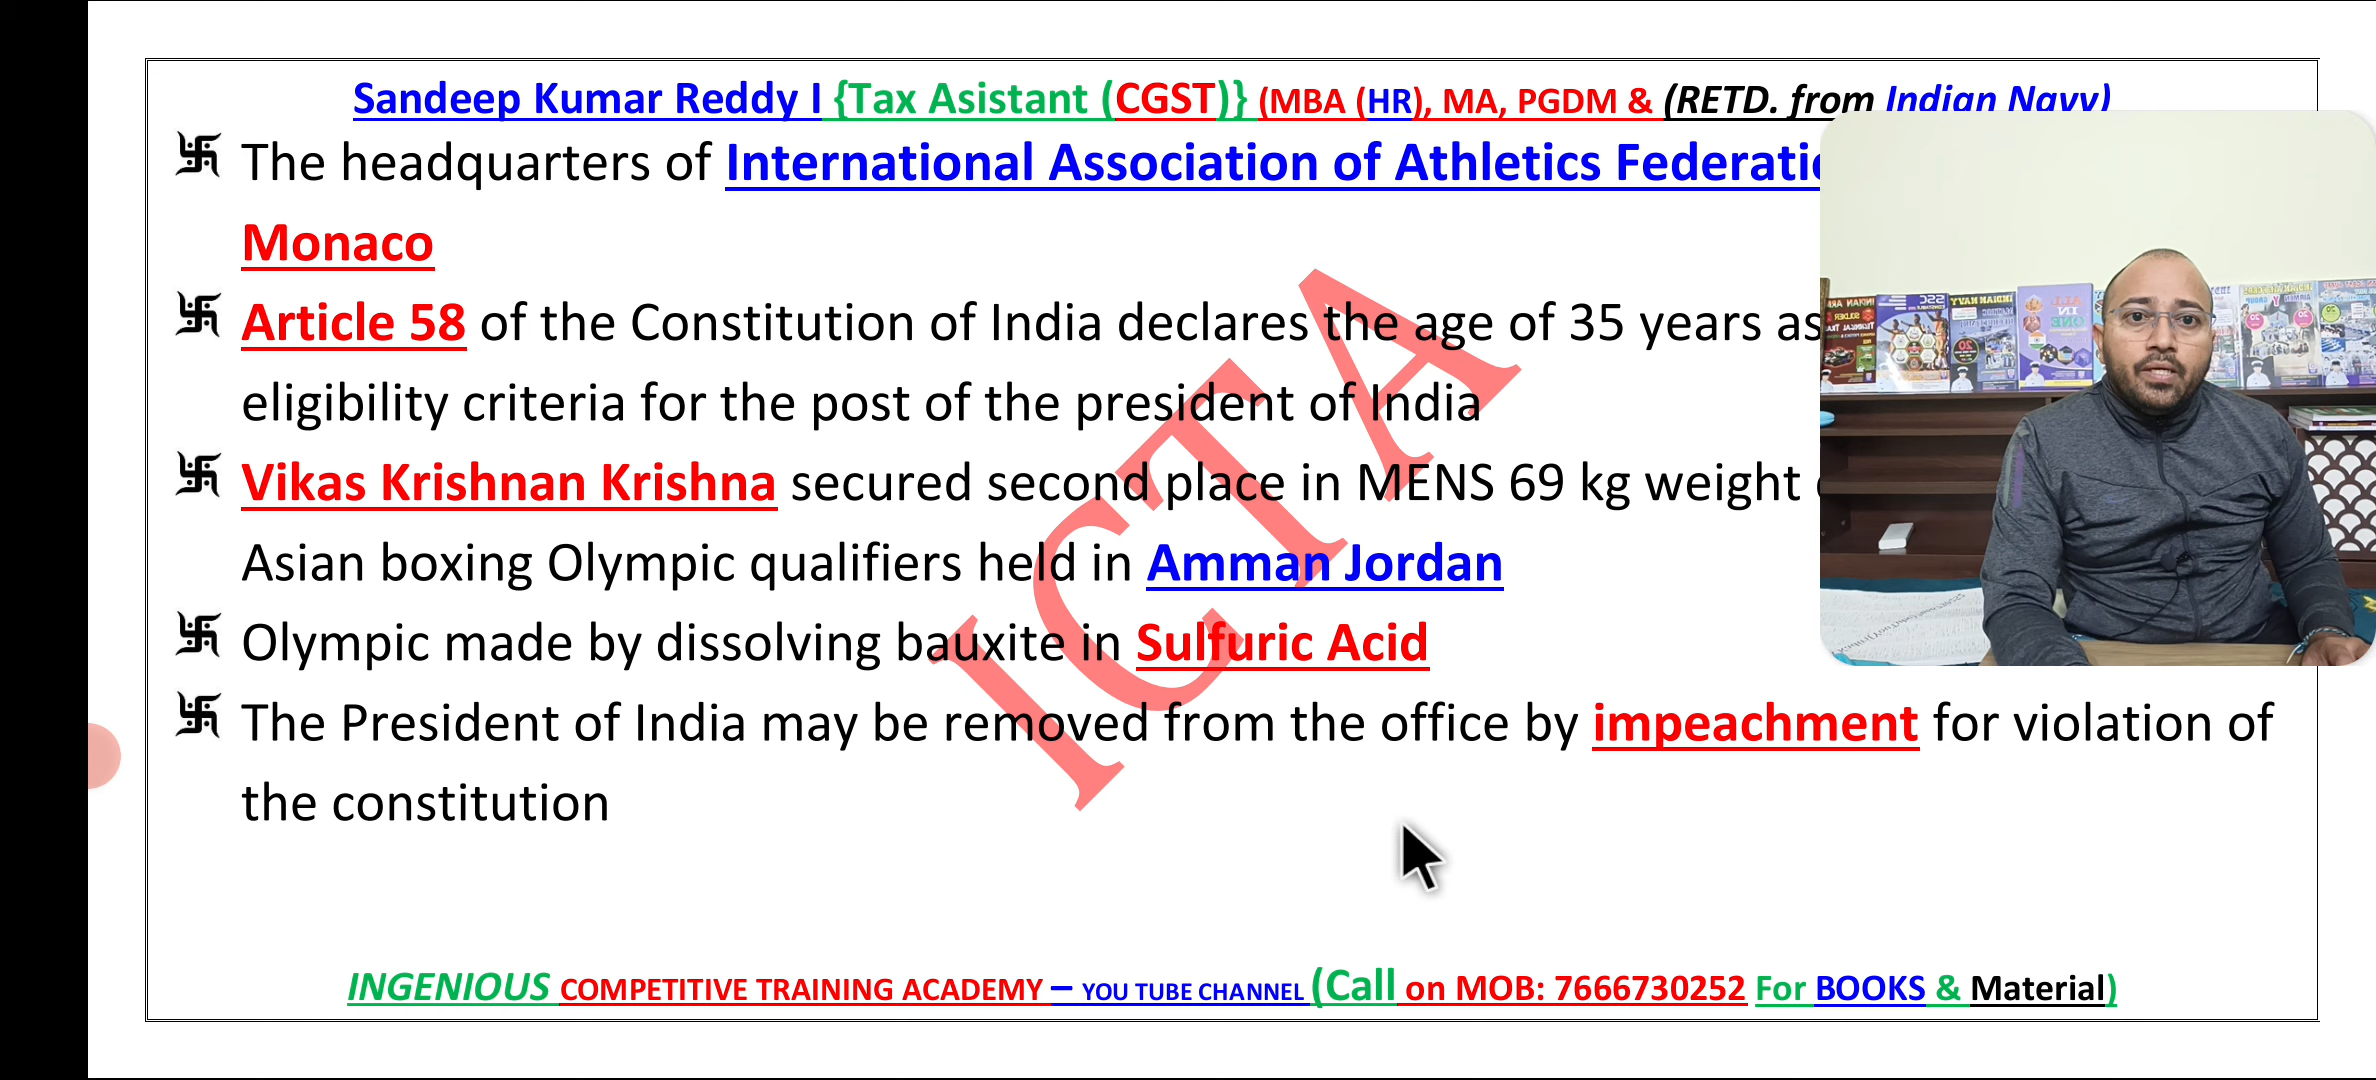 Sandeep Kumar Reddy I {Tax Asistant (CGST)} (MBA (HR), MA, PGDM & (RETD. from Indian Navy)
The headquarters of International Association of Athletics
Monaco
Article 58 of the Constitution of India declares the age of 35 years as
eligibility criteria for the post of the president of India
Vikas Krishnan Krishna secured second place in MENS 69 kg weight
Asian boxing Olympic qualifiers held in Amman Jordan
Olympic made by dissolving bauxite in Sulfuric Acid
The President of India may be removed from the office by impeachment for violation of
the constitution
ICTA
INGENIOUS COMPETITIVE TRAINING ACADEMY – YOU TUBE CHANNEL (Call on MOB: 7666730252 For BOOKS & Material)